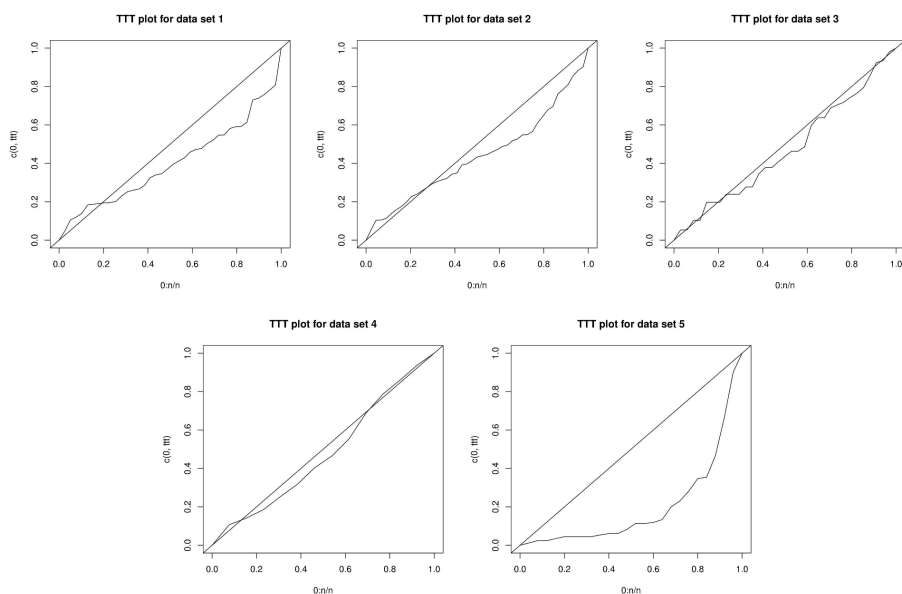 TTT plot for data set 1
c(0, ttt)
0.0 0.2 0.4 0.6 0.8 1.0
0.0 0.2 0.4 0.6 0.8 1.0
0:n/n
TTT plot for data set 2
c(0, ttt)
0.0 0.2 0.4 0.6 0.8 1.0
0.0 0.2 0.4 0.6 0.8 1.0
0:n/n
TTT plot for data set 3
c(0, ttt)
0.0 0.2 0.4 0.6 0.8 1.0
0.0 0.2 0.4 0.6 0.8 1.0
0:n/n
TTT plot for data set 4
c(0, ttt)
0.0 0.2 0.4 0.6 0.8 1.0
0.0 0.2 0.4 0.6 0.8 1.0
0:n/n
TTT plot for data set 5
c(0, ttt)
0.0 0.2 0.4 0.6 0.8 1.0
0.0 0.2 0.4 0.6 0.8 1.0
0:n/n